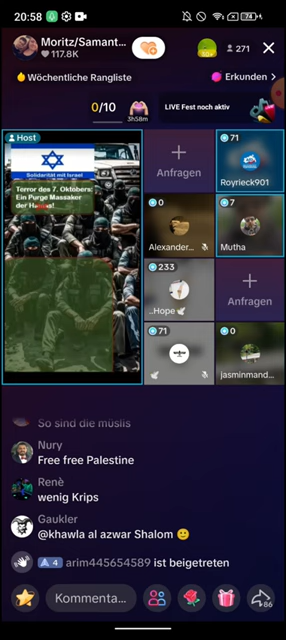 20:58
74
Moritz/Samant...
117.8K
50+
271
Wöchentliche Rangliste
Erkunden >
0/10
3h58m
LIVE Fest noch aktiv
Host
Solidarität mit Israel
Terror des 7. Oktobers:
Ein Purge Massaker
der Hamas!
Anfragen
71
Royrieck901
0
Alexander...
7
Mutha
233
..Hope
Anfragen
71
0
jasminmand...
So sind die müslis
Nury
Free free Palestine
Renè
wenig Krips
Gaukler
@khawla al azwar Shalom 🙂
4 arim445654589 ist beigetreten
Kommenta...
86